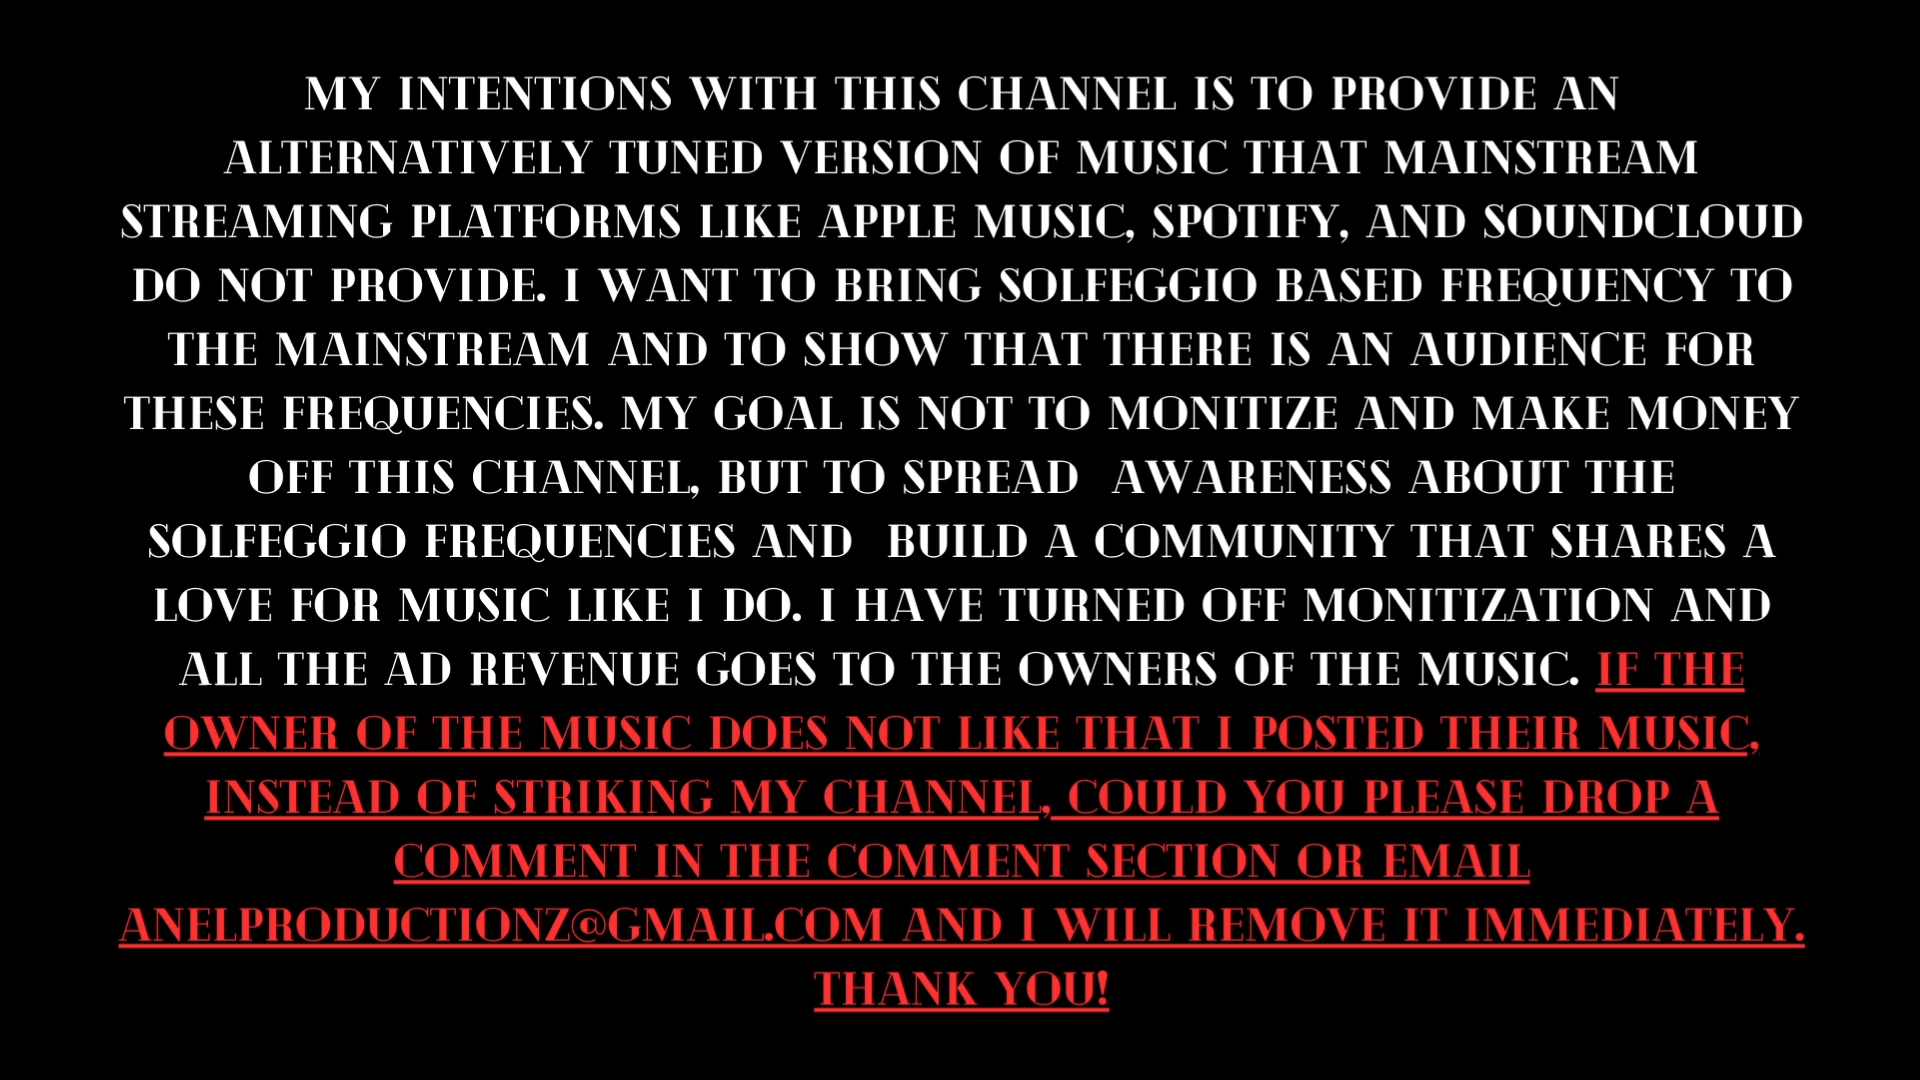 MY INTENTIONS WITH THIS CHANNEL IS TO PROVIDE AN
ALTERNATIVELY TUNED VERSION OF MUSIC THAT MAINSTREAM
STREAMING PLATFORMS LIKE APPLE MUSIC, SPOTIFY, AND SOUNDCLOUD
DO NOT PROVIDE. I WANT TO BRING SOLFEGGIO BASED FREQUENCY TO
THE MAINSTREAM AND TO SHOW THAT THERE IS AN AUDIENCE FOR
THESE FREQUENCIES. MY GOAL IS NOT TO MONITIZE AND MAKE MONEY
OFF THIS CHANNEL, BUT TO SPREAD  AWARENESS ABOUT THE
SOLFEGGIO FREQUENCIES AND  BUILD A COMMUNITY THAT SHARES A
LOVE FOR MUSIC LIKE I DO. I HAVE TURNED OFF MONITIZATION AND
ALL THE AD REVENUE GOES TO THE OWNERS OF THE MUSIC. IF THE
OWNER OF THE MUSIC DOES NOT LIKE THAT I POSTED THEIR MUSIC,
INSTEAD OF STRIKING MY CHANNEL, COULD YOU PLEASE DROP A
COMMENT IN THE COMMENT SECTION OR EMAIL
ANELPRODUCTIONZ@GMAIL.COM AND I WILL REMOVE IT IMMEDIATELY.
THANK YOU!